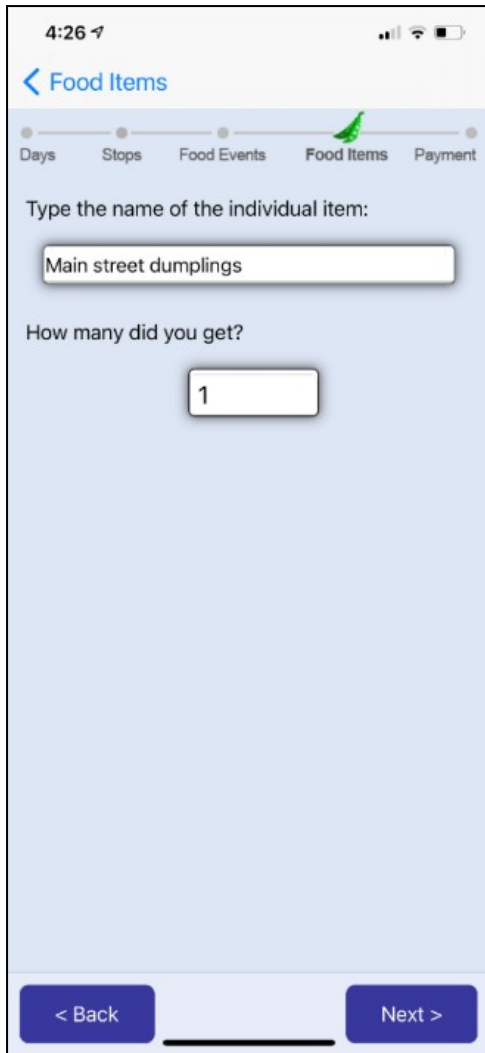 4:26
Food Items
Days Stops Food Events Food Items Payment
Type the name of the individual item:
Main street dumplings
How many did you get?
1
< Back Next >